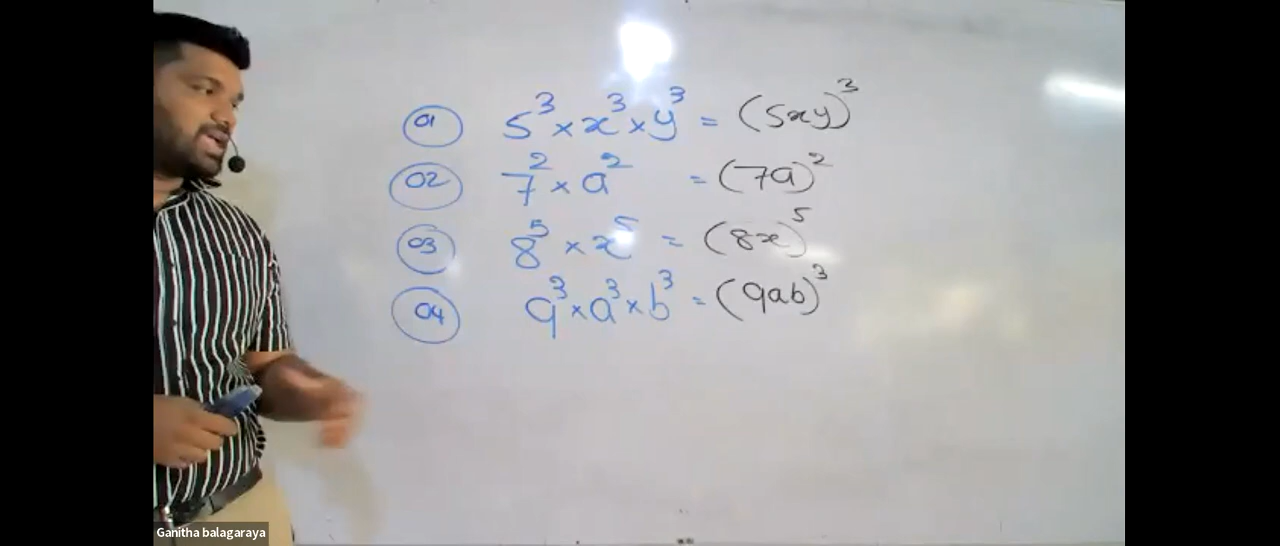 01 5³ × x³ × y³ = (5xy)³
02 7² × a² = (7a)²
03 8⁵ × x⁵ = (8x)⁵
04 9³ × a³ × b³ = (9ab)³
Ganitha balagaraya